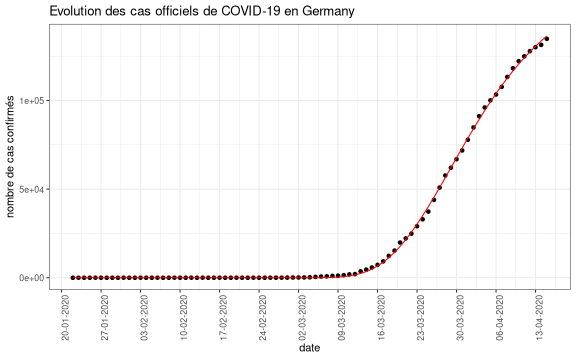 Evolution des cas officiels de COVID-19 en Germany
nombre de cas confirmés
1e+05
5e+04
0e+00
20-01-2020
27-01-2020
03-02-2020
10-02-2020
17-02-2020
24-02-2020
02-03-2020
09-03-2020
16-03-2020
23-03-2020
30-03-2020
06-04-2020
13-04-2020
date